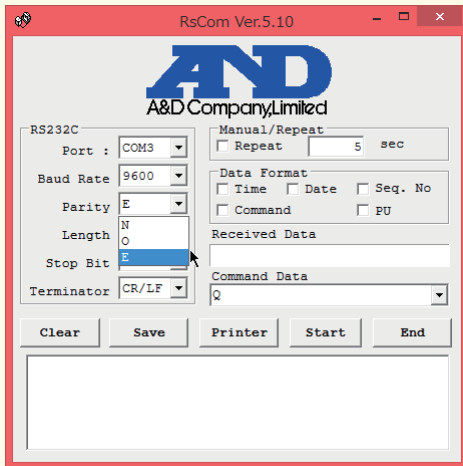 RsCom Ver.5.10
AND
A&D Company,Limited
RS232C
Port : COM3
Baud Rate 9600
Parity E
N
O
E
Length
Stop Bit
Terminator CR/LF
Manual/Repeat
Repeat 5 sec
Data Format
Time Date Seq. No
Command PU
Received Data
Command Data
Q
Clear Save Printer Start End